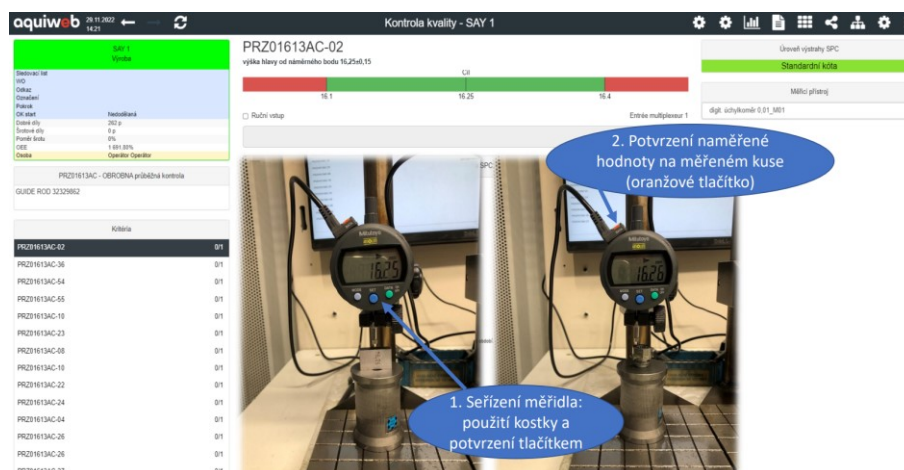 aquiweb
28.11.2022
14:21
Kontrola kvality - SAY 1
SAY 1
Výroba
Sledovací list
WO
Odkaz
Označení
Pokrok
OK start Nedodělaná
Dobré díly 262 p
Šrotové díly 0 p
Poměr šrotu 0%
OEE 1 691,80%
Osoba Operátor Operátor
PRZ01613AC - OBROBNA průběžná kontrola
GUIDE ROD 32329862
Kritéria
PRZ01613AC-02 0/1
PRZ01613AC-36 0/1
PRZ01613AC-54 0/1
PRZ01613AC-55 0/1
PRZ01613AC-10 0/1
PRZ01613AC-23 0/1
PRZ01613AC-08 0/1
PRZ01613AC-10 0/1
PRZ01613AC-22 0/1
PRZ01613AC-24 0/1
PRZ01613AC-04 0/1
PRZ01613AC-26 0/1
PRZ01613AC-26 0/1
PRZ01613AC-02
výška hlavy od náměrného bodu 16,25±0,15
Cíl
16.1 16.25 16.4
Ruční vstup Entrée multiplexeur 1
SPC
2. Potvrzení naměřené
hodnoty na měřeném kuse
(oranžové tlačítko)
Mitutoyo
16.25
Mitutoyo
16.26
1. Seřízení měřidla:
použití kostky a
potvrzení tlačítkem
Úroveň výstrahy SPC
Standardní kóta
Měřicí přístroj
digit. úchylkoměr 0.01_M01